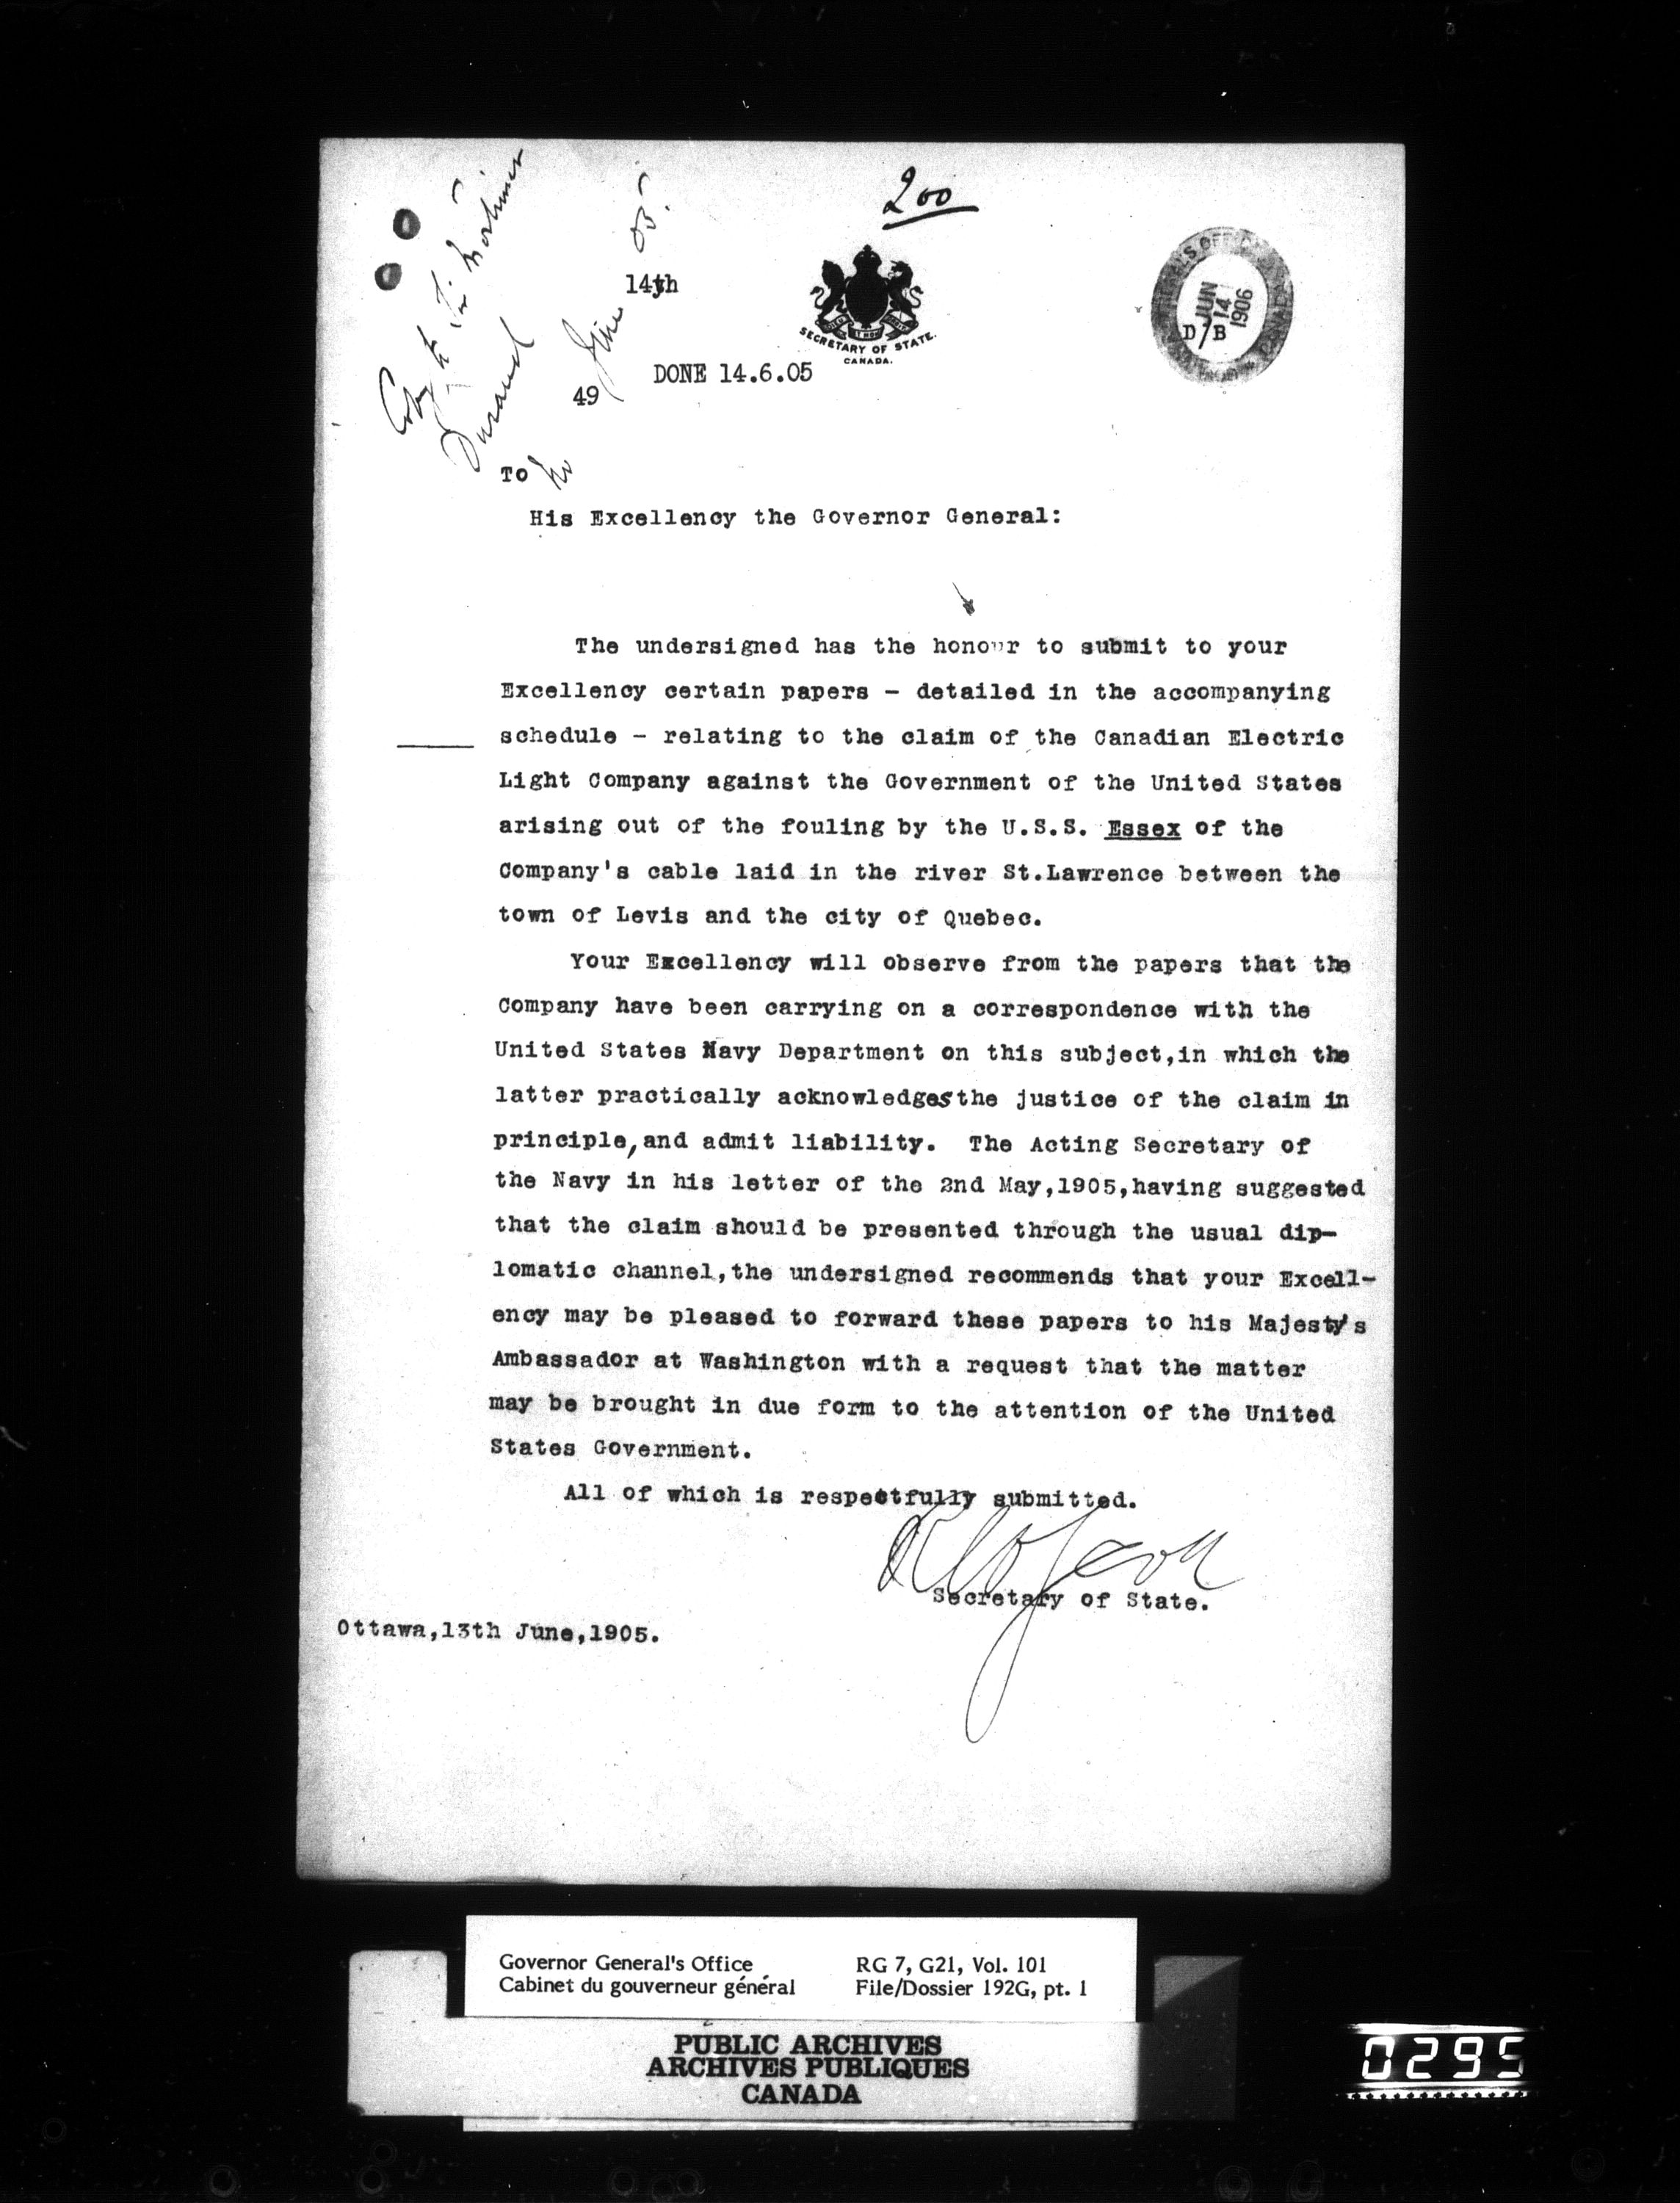 200
Copy to Sir Mortimer
Durand
14th
June 05.
No 49
DONE 14.6.05
SECRETARY OF STATE.
CANADA.
JUN
14
1906
D/B
To
His Excellency the Governor General:
The undersigned has the honour to submit to your
Excellency certain papers - detailed in the accompanying
schedule - relating to the claim of the Canadian Electric
Light Company against the Government of the United States
arising out of the fouling by the U.S.S. Essex of the
Company's cable laid in the river St.Lawrence between the
town of Levis and the city of Quebec.
Your Excellency will observe from the papers that the
Company have been carrying on a correspondence with the
United States Navy Department on this subject,in which the
latter practically acknowledges the justice of the claim in
principle,and admit liability. The Acting Secretary of
the Navy in his letter of the 2nd May,1905,having suggested
that the claim should be presented through the usual dip-
lomatic channel,the undersigned recommends that your Excell-
ency may be pleased to forward these papers to his Majesty's
Ambassador at Washington with a request that the matter
may be brought in due form to the attention of the United
States Government.
All of which is respectfully submitted.
Secretary of State.
Ottawa,13th June,1905.
Governor General's Office
Cabinet du gouverneur général
RG 7, G21, Vol. 101
File/Dossier 192G, pt. 1
PUBLIC ARCHIVES
ARCHIVES PUBLIQUES
CANADA
0295